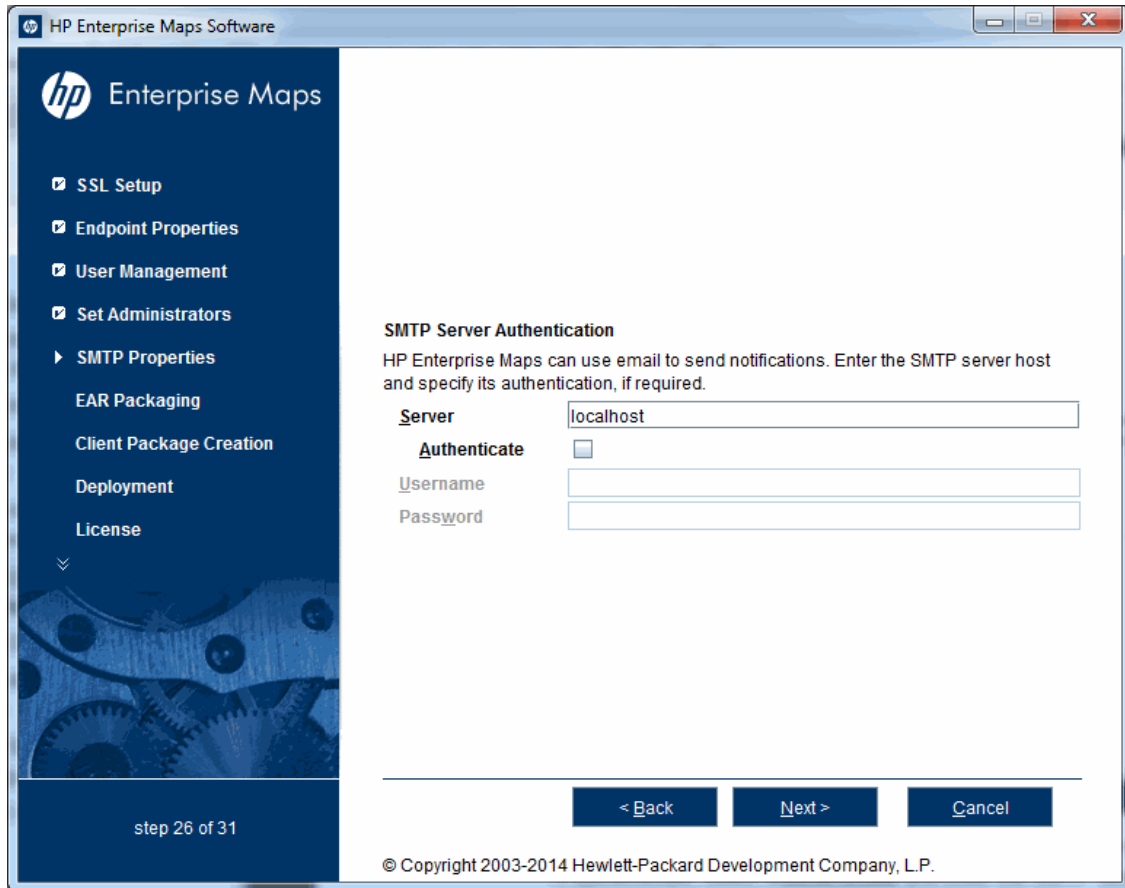 HP Enterprise Maps Software
hp Enterprise Maps
SSL Setup
Endpoint Properties
User Management
Set Administrators
SMTP Properties
EAR Packaging
Client Package Creation
Deployment
License
step 26 of 31
SMTP Server Authentication
HP Enterprise Maps can use email to send notifications. Enter the SMTP server host
and specify its authentication, if required.
Server localhost
Authenticate
Username
Password
< Back Next > Cancel
© Copyright 2003-2014 Hewlett-Packard Development Company, L.P.